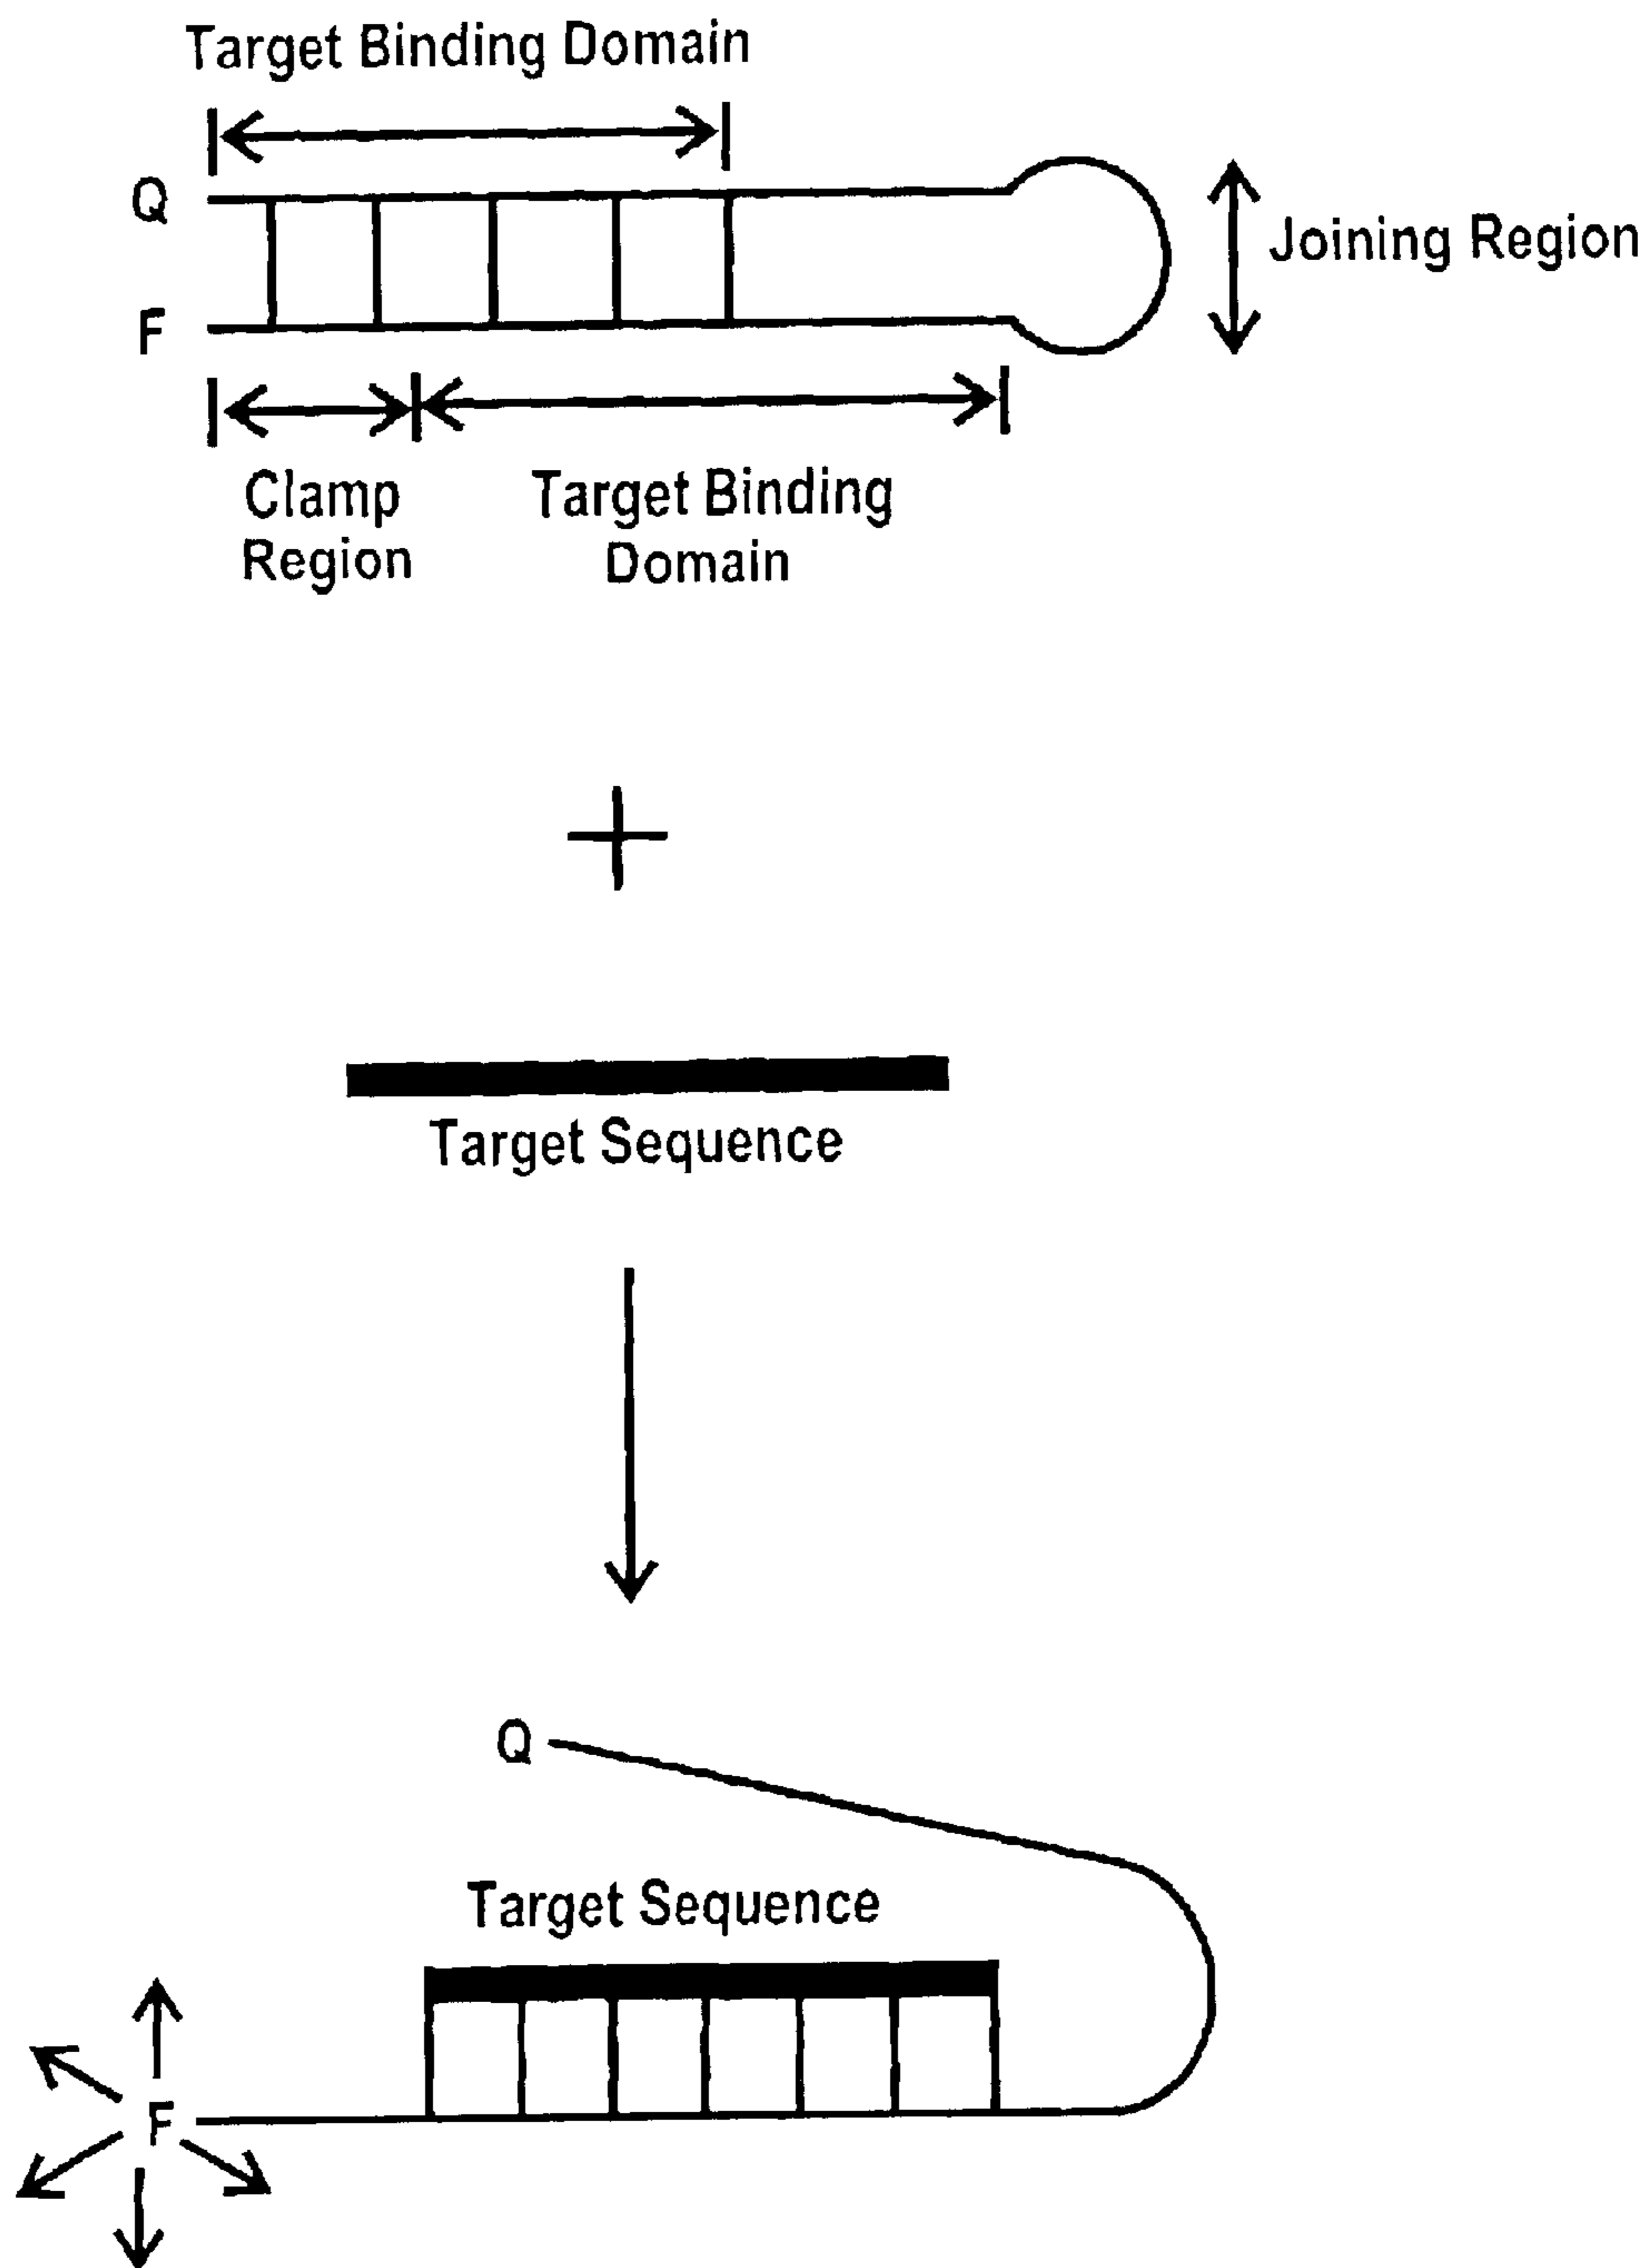 Target Binding Domain
Q
Joining Region
F
Clamp
Region
Target Binding
Domain
+
Target Sequence
Q
Target Sequence
F